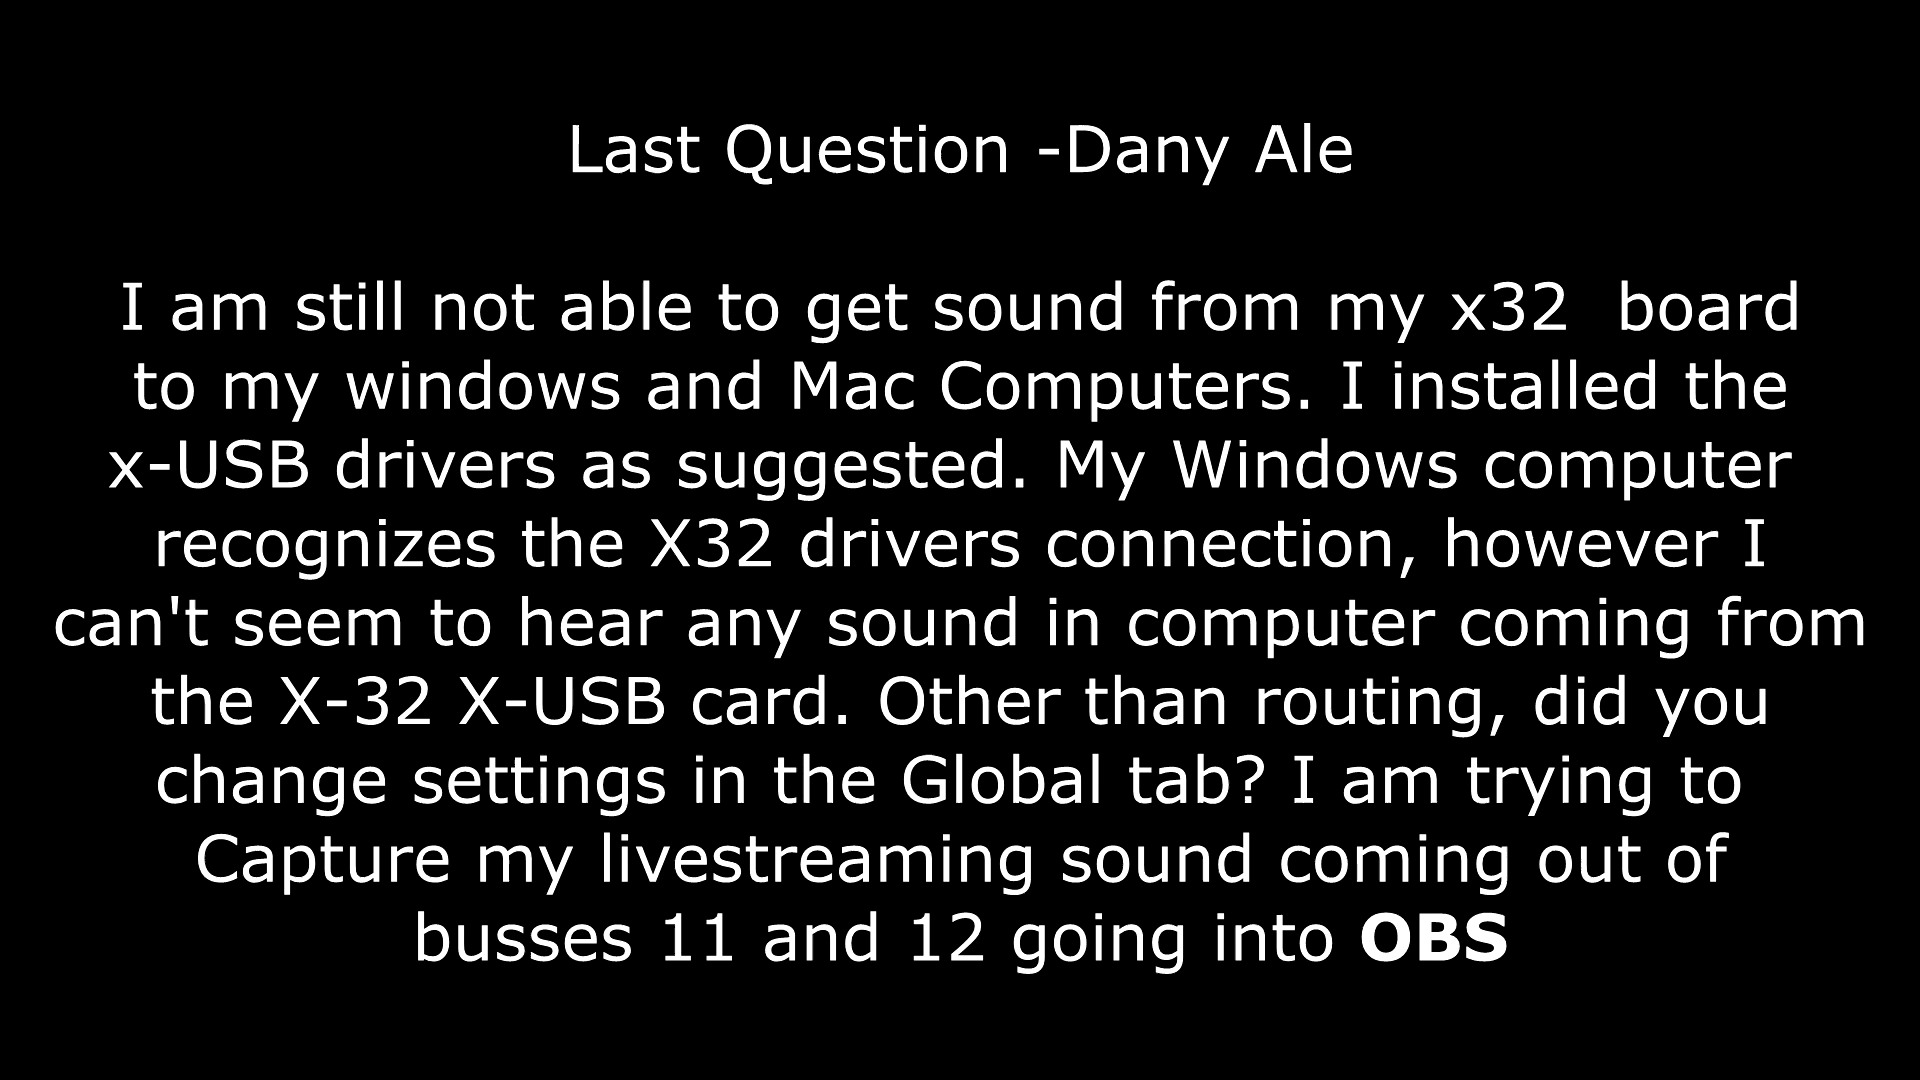 Last Question -Dany Ale
I am still not able to get sound from my x32  board
to my windows and Mac Computers. I installed the
x-USB drivers as suggested. My Windows computer
recognizes the X32 drivers connection, however I
can't seem to hear any sound in computer coming from
the X-32 X-USB card. Other than routing, did you
change settings in the Global tab? I am trying to
Capture my livestreaming sound coming out of
busses 11 and 12 going into OBS